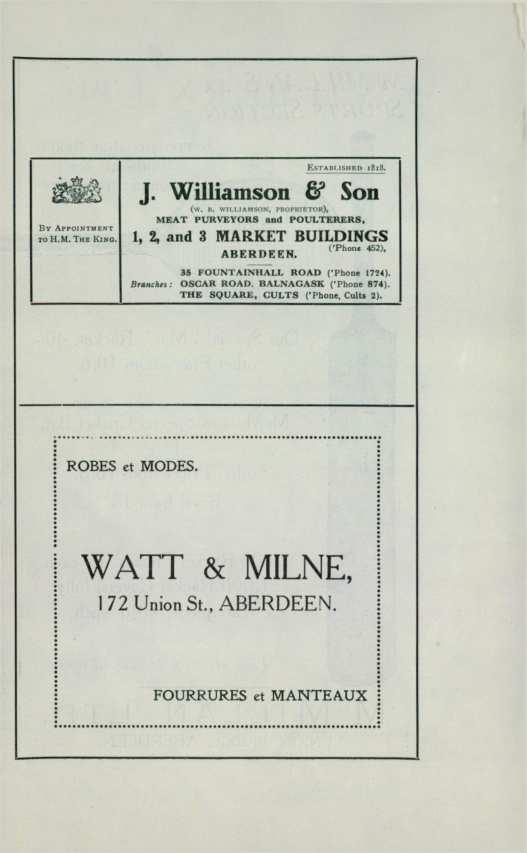 ESTABLISHED 1818.
J. Williamson & Son
(W. B. WILLIAMSON, PROPRIETOR),
MEAT PURVEYORS and POULTERERS,
BY APPOINTMENT
TO H.M. THE KING.
1, 2, and 3 MARKET BUILDINGS
('Phone 452),
ABERDEEN.
35 FOUNTAINHALL ROAD ('Phone 1724).
Branches: OSCAR ROAD, BALNAGASK ('Phone 874).
THE SQUARE, CULTS ('Phone, Cults 2).
ROBES et MODES.
WATT & MILNE,
172 Union St., ABERDEEN.
FOURRURES et MANTEAUX